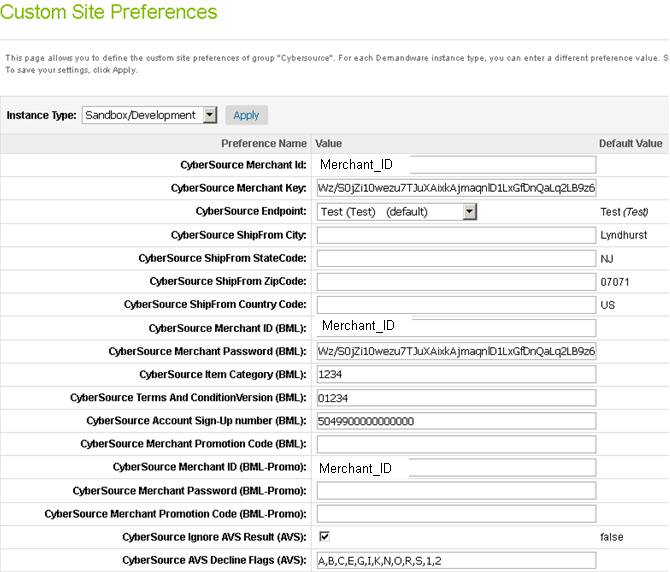 Custom Site Preferences
This page allows you to define the custom site preferences of group "Cybersource". For each Demandware instance type, you can enter a different preference value. S
To save your settings, click Apply.
Instance Type: Sandbox/Development Apply
Preference Name Value Default Value
CyberSource Merchant Id: Merchant_ID
CyberSource Merchant Key: Wz/S0jZi10wezu7TJuXAixkAjmaqnlD1LxGfDnQaLq2LB9z6
CyberSource Endpoint: Test (Test) (default) Test (Test)
CyberSource ShipFrom City: Lyndhurst
CyberSource ShipFrom StateCode: NJ
CyberSource ShipFrom ZipCode: 07071
CyberSource ShipFrom Country Code: US
CyberSource Merchant ID (BML): Merchant_ID
CyberSource Merchant Password (BML): Wz/S0jZi10wezu7TJuXAixkAjmaqnlD1LxGfDnQaLq2LB9z6
CyberSource Item Category (BML): 1234
CyberSource Terms And ConditionVersion (BML): 01234
CyberSource Account Sign-Up number (BML): 5049900000000000
CyberSource Merchant Promotion Code (BML):
CyberSource Merchant ID (BML-Promo): Merchant_ID
CyberSource Merchant Password (BML-Promo):
CyberSource Merchant Promotion Code (BML-Promo):
CyberSource Ignore AVS Result (AVS): false
CyberSource AVS Decline Flags (AVS): A,B,C,E,G,I,K,N,O,R,S,1,2